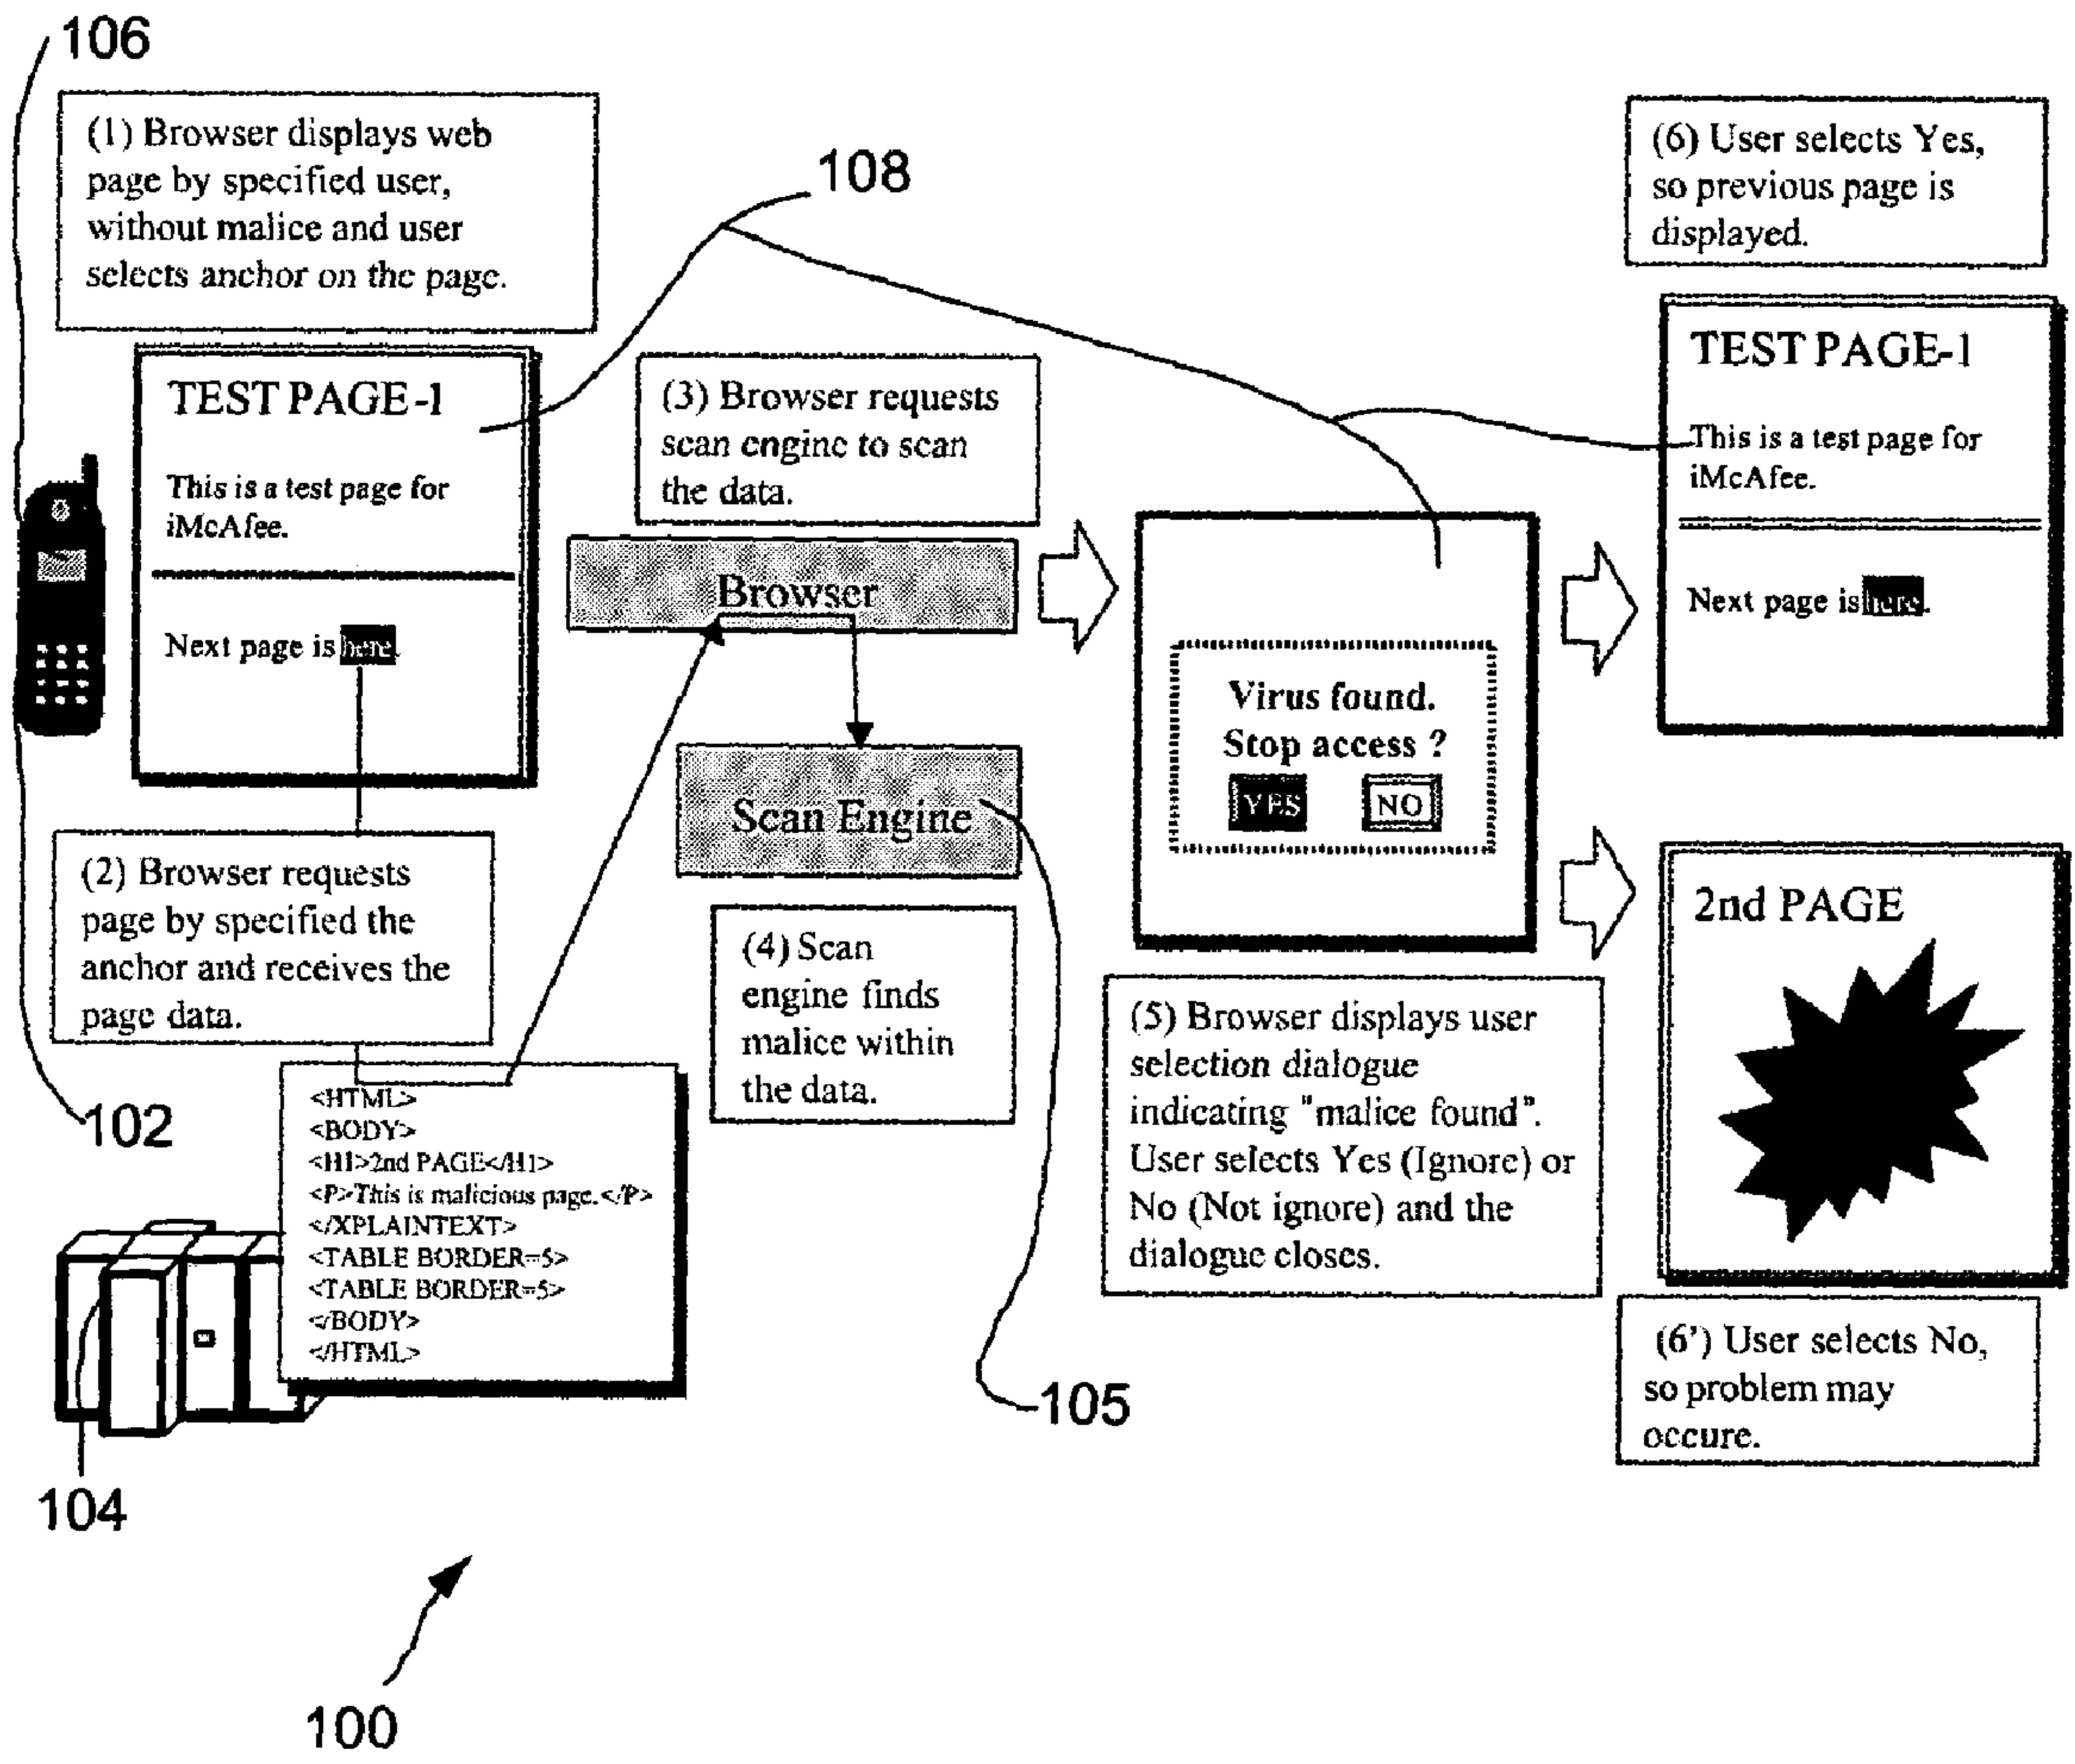 106
(1) Browser displays web
page by specified user,
without malice and user
selects anchor on the page.
108
(6) User selects Yes,
so previous page is
displayed.
TEST PAGE-1
This is a test page for
iMcAfee.
Next page is here.
(3) Browser requests
scan engine to scan
the data.
Browser
Scan Engine
(2) Browser requests
page by specified the
anchor and receives the
page data.
(4) Scan
engine finds
malice within
the data.
Virus found.
Stop access ?
YES
NO
TEST PAGE-1
This is a test page for
iMcAfee.
Next page is here.
(5) Browser displays user
selection dialogue
indicating "malice found".
User selects Yes (Ignore) or
No (Not ignore) and the
dialogue closes.
2nd PAGE
(6') User selects No,
so problem may
occure.
102
<HTML>
<BODY>
<H1>2nd PAGE</H1>
<P>This is malicious page.</P>
</XPLAINTEXT>
<TABLE BORDER=5>
<TABLE BORDER=5>
</BODY>
</HTML>
105
104
100